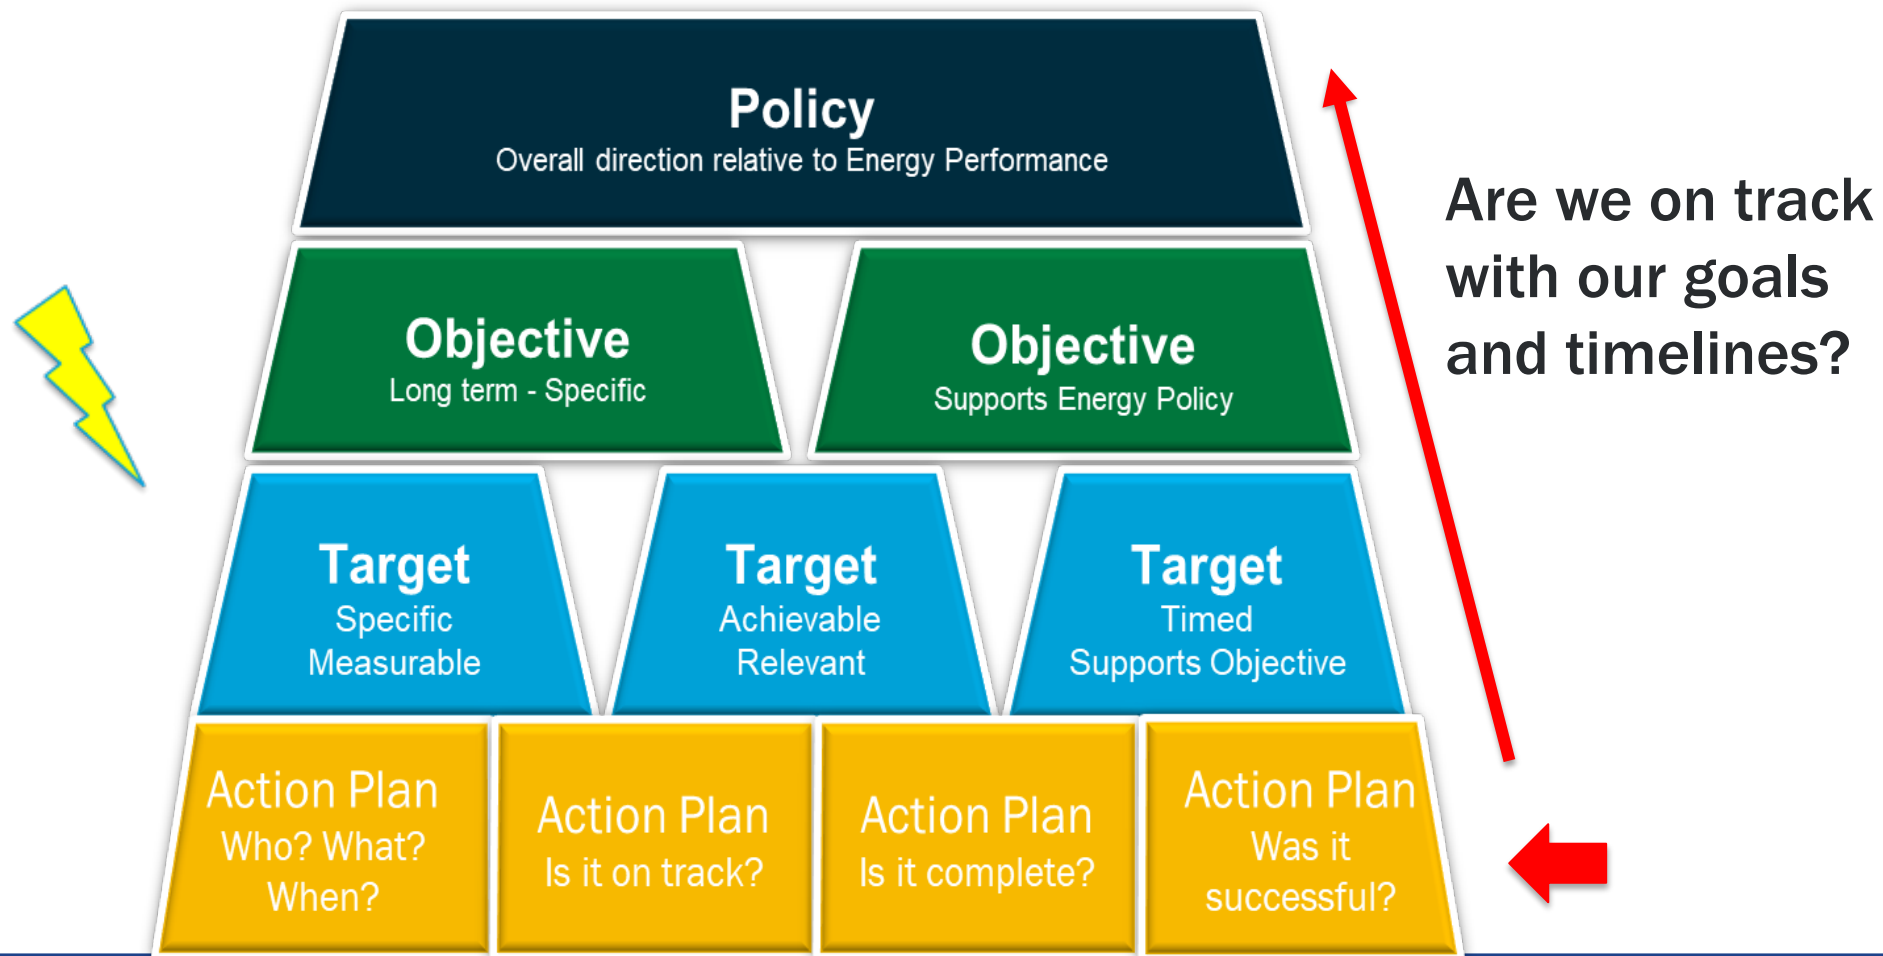 Policy
Overall direction relative to Energy Performance
Are we on track
with our goals
and timelines?
Objective
Long term - Specific
Objective
Supports Energy Policy
Target
Specific
Measurable
Target
Achievable
Relevant
Target
Timed
Supports Objective
Action Plan
Who? What?
When?
Action Plan
Is it on track?
Action Plan
Is it complete?
Action Plan
Was it
successful?